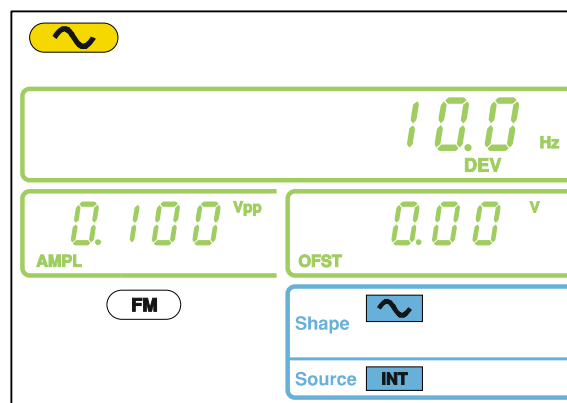 10.0 Hz
DEV
0.100 Vpp
AMPL
0.00 V
OFST
FM
Shape
Source INT